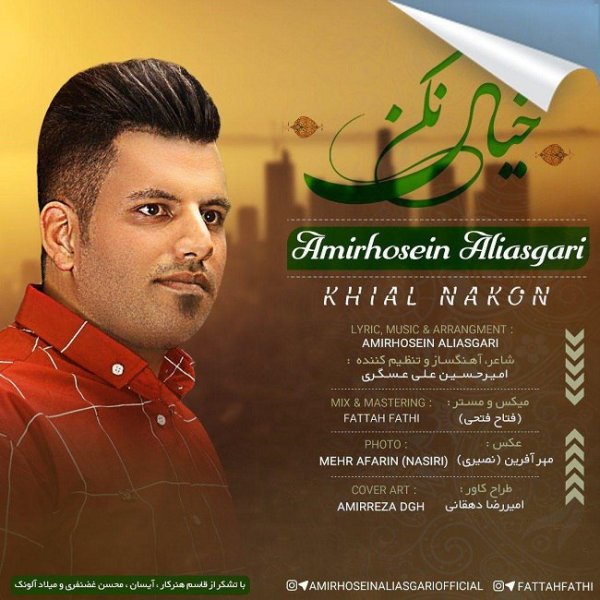 خیال نکن
Amirhosein Aliasgari
KHIAL NAKON
LYRIC, MUSIC & ARRANGMENT :
AMIRHOSEIN ALIASGARI
شاعر، آهنگساز و تنظیم کننده :
امیرحسین علی عسگری
MIX & MASTERING : میکس و مستر :
FATTAH FATHI (فتاح فتحی)
PHOTO : عکس :
MEHR AFARIN (NASIRI) مهر آفرین (نصیری)
COVER ART : طراح کاور :
AMIRREZA DGH امیررضا دهقانی
با تشکر از قاسم هنرکار ، آیسان ، محسن غضنفری و میلاد آلونک
AMIRHOSEINALIASGARIOFFICIAL FATTAHFATHI